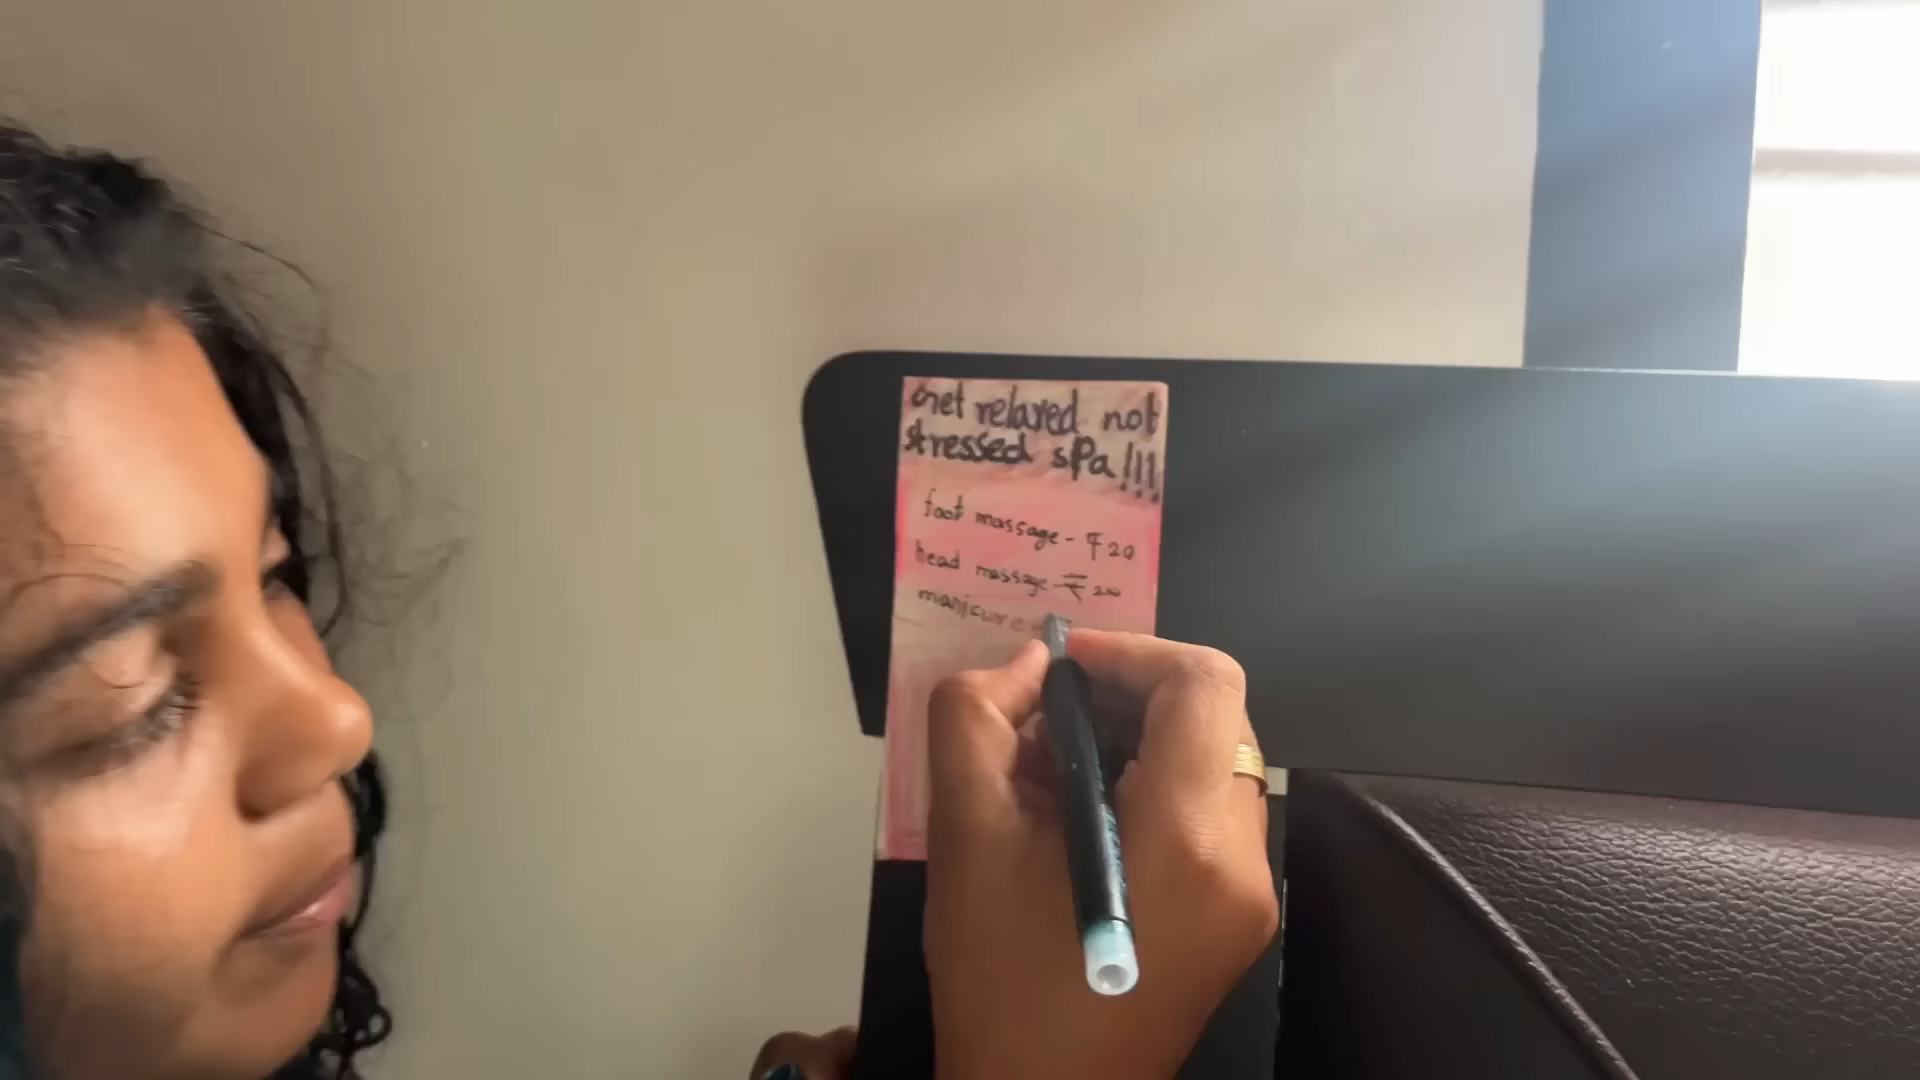 Get relaxed not
stressed spa!!!
foot massage - ₹20
head massage - ₹20
manicure - ₹